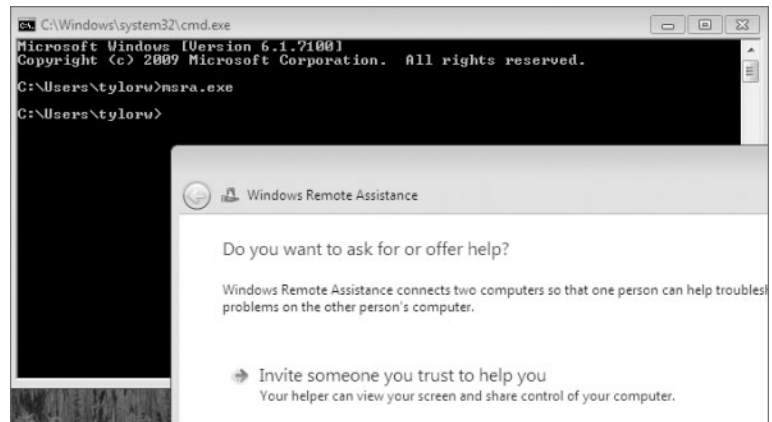 C:\Windows\system32\cmd.exe
Microsoft Windows [Version 6.1.7100]
Copyright (c) 2009 Microsoft Corporation.  All rights reserved.
C:\Users\tylorw>msra.exe
C:\Users\tylorw>
Windows Remote Assistance
Do you want to ask for or offer help?
Windows Remote Assistance connects two computers so that one person can help troublesh
problems on the other person's computer.
Invite someone you trust to help you
Your helper can view your screen and share control of your computer.